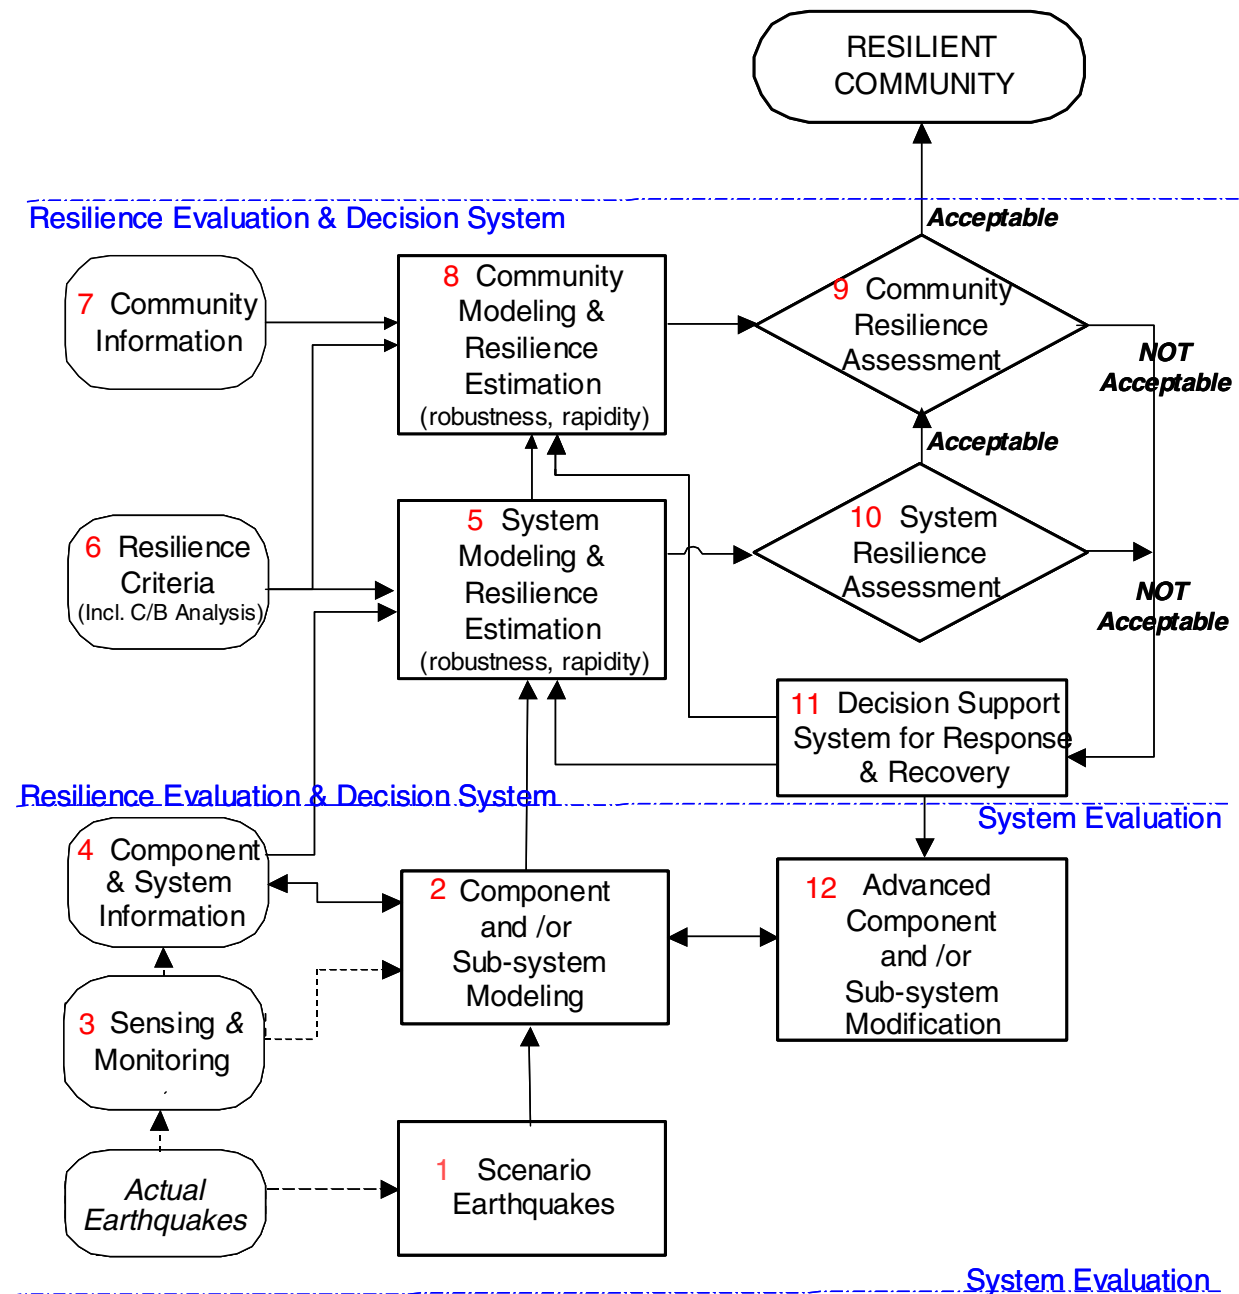 RESILIENT
COMMUNITY
Resilience Evaluation & Decision System
Acceptable
7 Community
Information
8 Community
Modeling &
Resilience
Estimation
(robustness, rapidity)
9 Community
Resilience
Assessment
NOT
Acceptable
Acceptable
6 Resilience
Criteria
(Incl. C/B Analysis)
5 System
Modeling &
Resilience
Estimation
(robustness, rapidity)
10 System
Resilience
Assessment
NOT
Acceptable
11 Decision Support
System for Response
& Recovery
Resilience Evaluation & Decision System
System Evaluation
4 Component
& System
Information
2 Component
and /or
Sub-system
Modeling
12 Advanced
Component
and /or
Sub-system
Modification
3 Sensing &
Monitoring
Actual
Earthquakes
1 Scenario
Earthquakes
System Evaluation